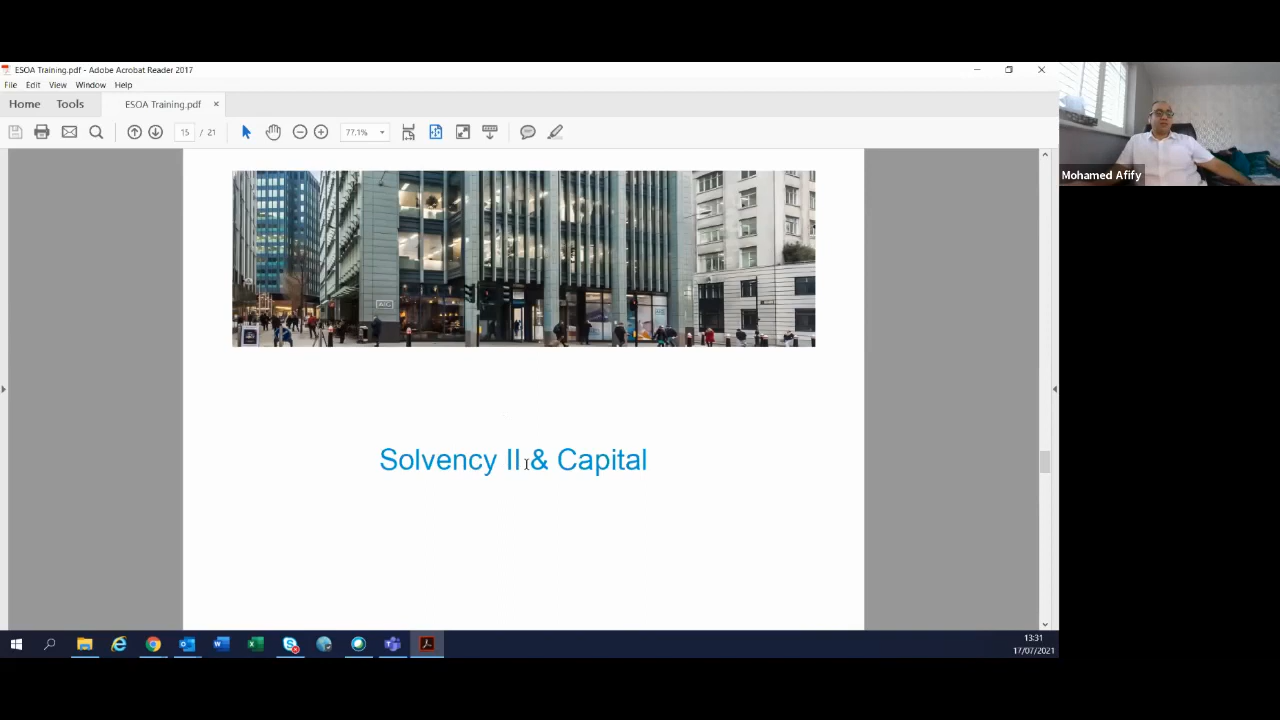 ESOA Training.pdf - Adobe Acrobat Reader 2017
File Edit View Window Help
Home Tools ESOA Training.pdf ×
15 / 21 77.1%
AIG
Solvency II & Capital
Mohamed Afify
13:31
17/07/2021